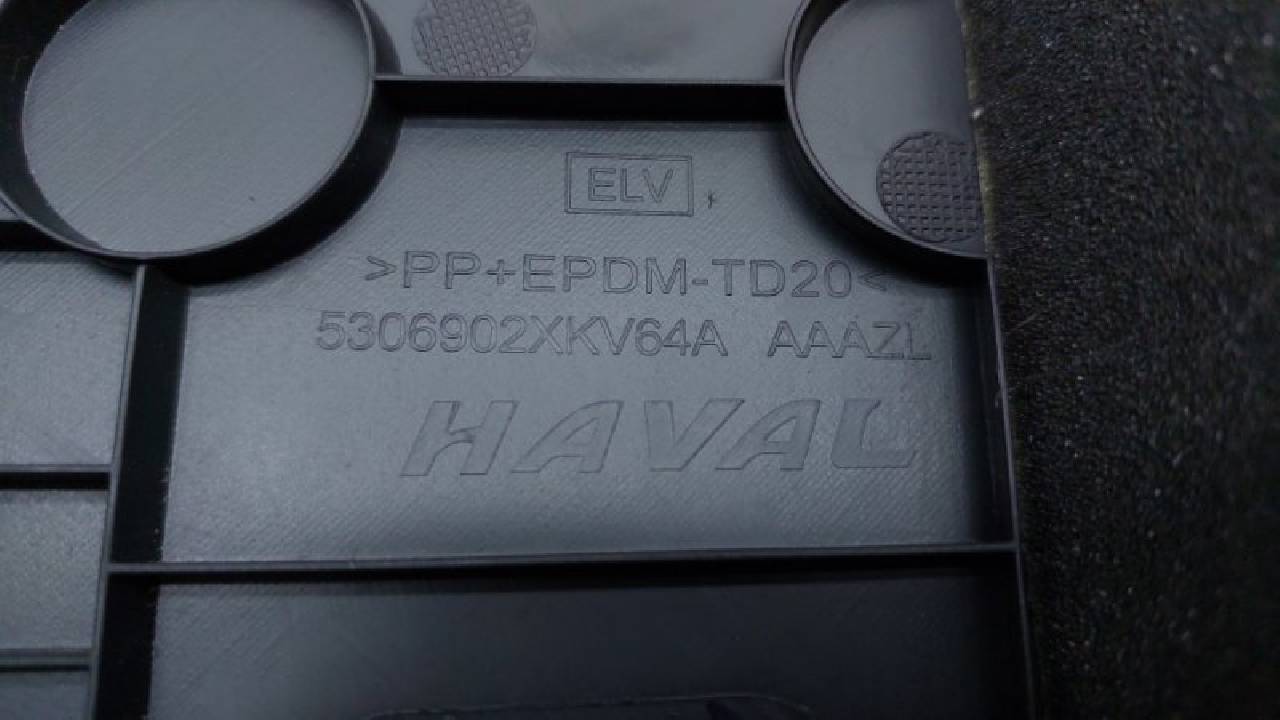 ELV
>PP+EPDM-TD20<
5306902XKV64A AAAZL
HAVAL